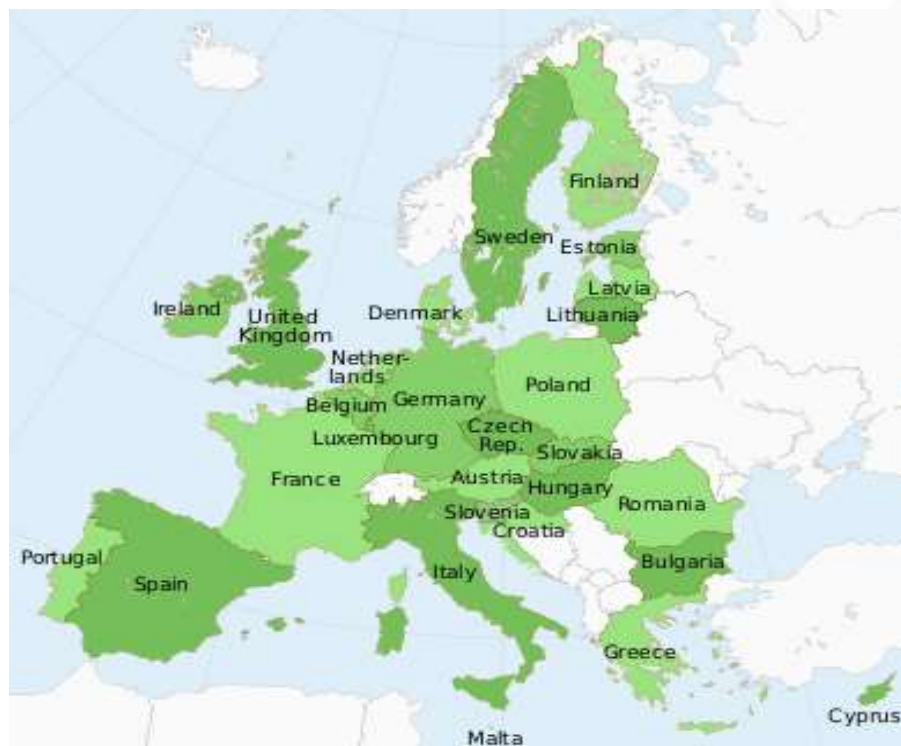 Finland
Sweden
Estonia
Latvia
Ireland
United
Kingdom
Denmark
Lithuania
Nether-
lands
Poland
Belgium
Germany
Luxembourg
Czech
Rep.
Slovakia
France
Austria
Hungary
Romania
Slovenia
Croatia
Portugal
Spain
Italy
Bulgaria
Greece
Cyprus
Malta